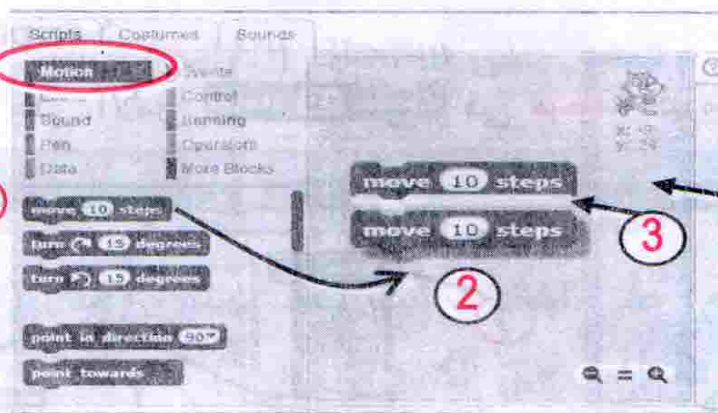 Scripts Costumes Sounds
Motion Events
Control
Sound Sensing
Pen Operators
Data More Blocks
move 10 steps
turn 15 degrees
turn 15 degrees
point in direction 90
point towards
move 10 steps
move 10 steps
3
2